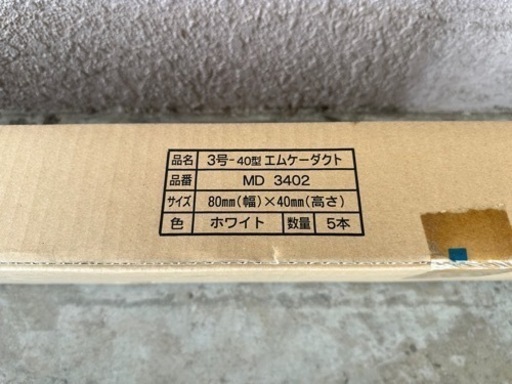 品名 3号-40型 エムケーダクト
品番 MD 3402
サイズ 80mm(幅)×40mm(高さ)
色 ホワイト 数量 5本